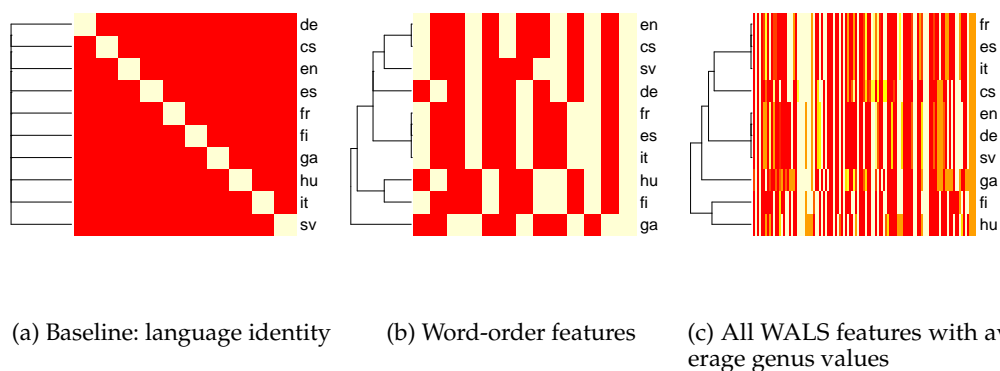 de
cs
en
es
fr
fi
ga
hu
it
sv
en
cs
sv
de
fr
es
it
hu
fi
ga
fr
es
it
cs
en
de
sv
ga
fi
hu
(a) Baseline: language identity
(b) Word-order features
(c) All WALS features with av
erage genus values